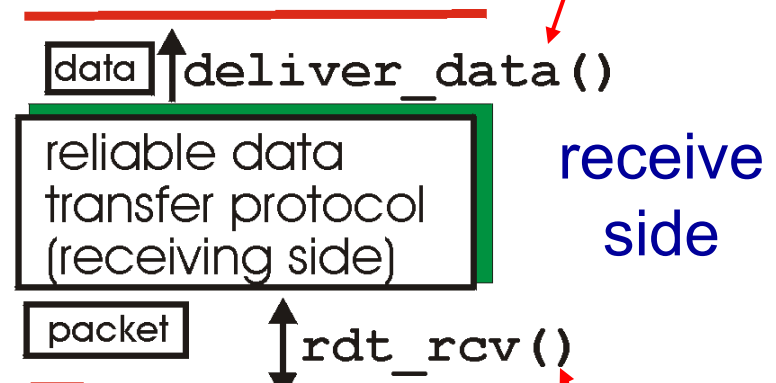 data deliver_data()
reliable data
transfer protocol
(receiving side)
receive
side
packet rdt_rcv()